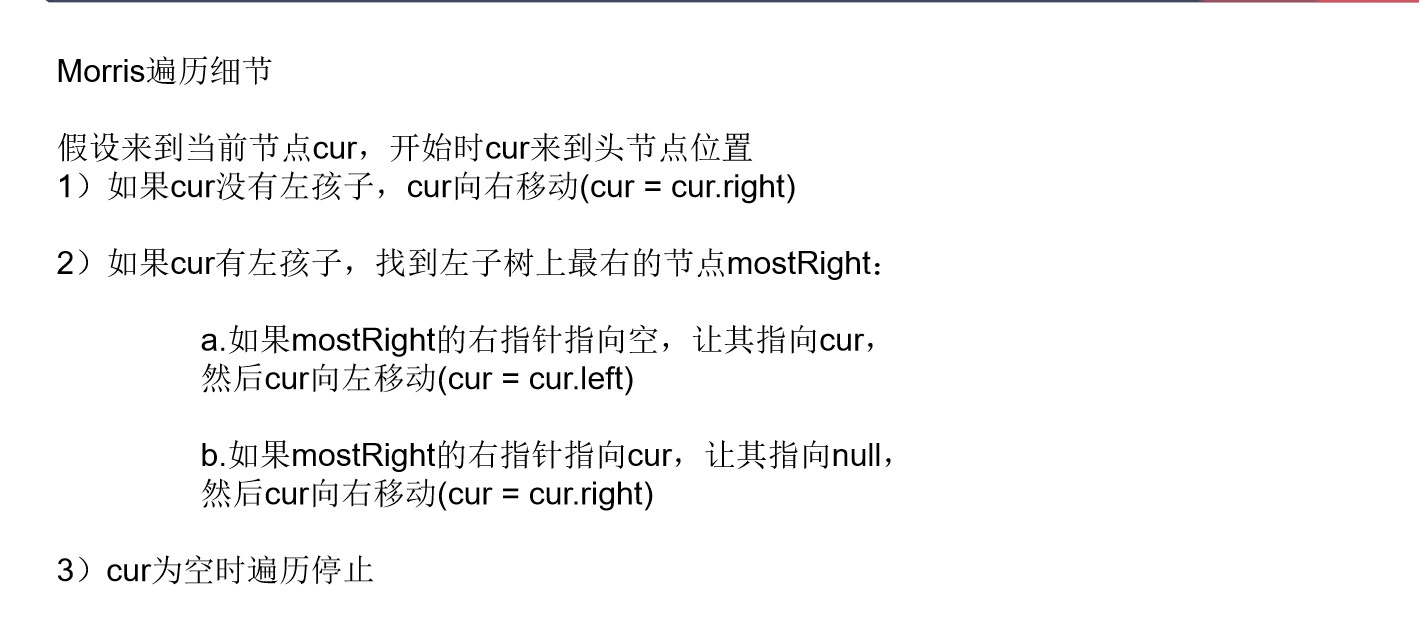 Morris遍历细节
假设来到当前节点cur，开始时cur来到头节点位置
1）如果cur没有左孩子，cur向右移动(cur = cur.right)
2）如果cur有左孩子，找到左子树上最右的节点mostRight：
a.如果mostRight的右指针指向空，让其指向cur，
然后cur向左移动(cur = cur.left)
b.如果mostRight的右指针指向cur，让其指向null，
然后cur向右移动(cur = cur.right)
3）cur为空时遍历停止